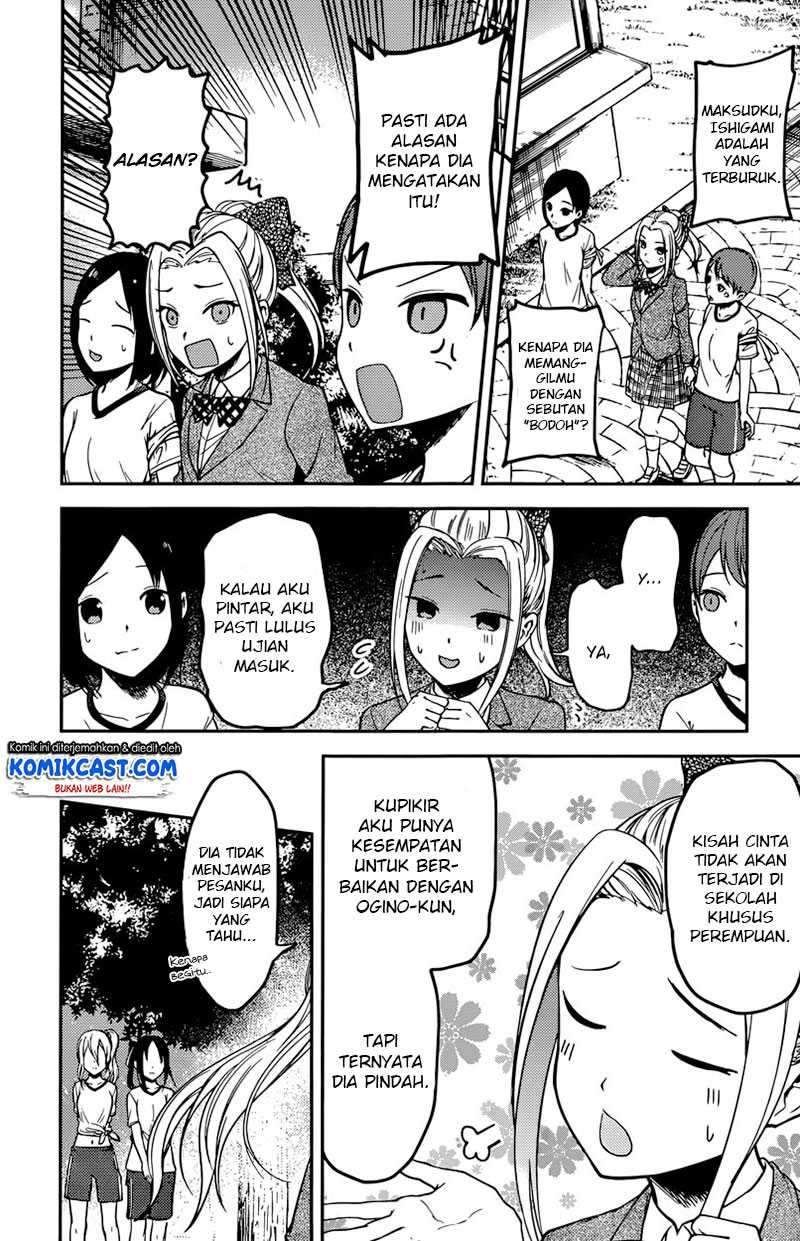 MAKSUDKU,
ISHIGAMI
ADALAH
YANG
TERBURUK.
KENAPA DIA
MEMANG-
GILMU
DENGAN
SEBUTAN
"BODOH"?
PASTI ADA
ALASAN
KENAPA DIA
MENGATAKAN
ITU!
ALASAN?
Y...
YA,
KALAU AKU
PINTAR, AKU
PASTI LULUS
UJIAN
MASUK.
KISAH CINTA
TIDAK AKAN
TERJADI DI
SEKOLAH
KHUSUS
PEREMPUAN.
KUPIKIR
AKU PUNYA
KESEMPATAN
UNTUK BER-
BAIKAN DENGAN
OGINO-KUN,
TAPI
TERNYATA
DIA PINDAH.
DIA TIDAK
MENJAWAB
PESANKU,
JADI SIAPA
YANG
TAHU...
Kenapa
begitu..
Komik ini diterjemahkan & diedit oleh
KOMIKCAST.COM
BUKAN WEB LAIN!!